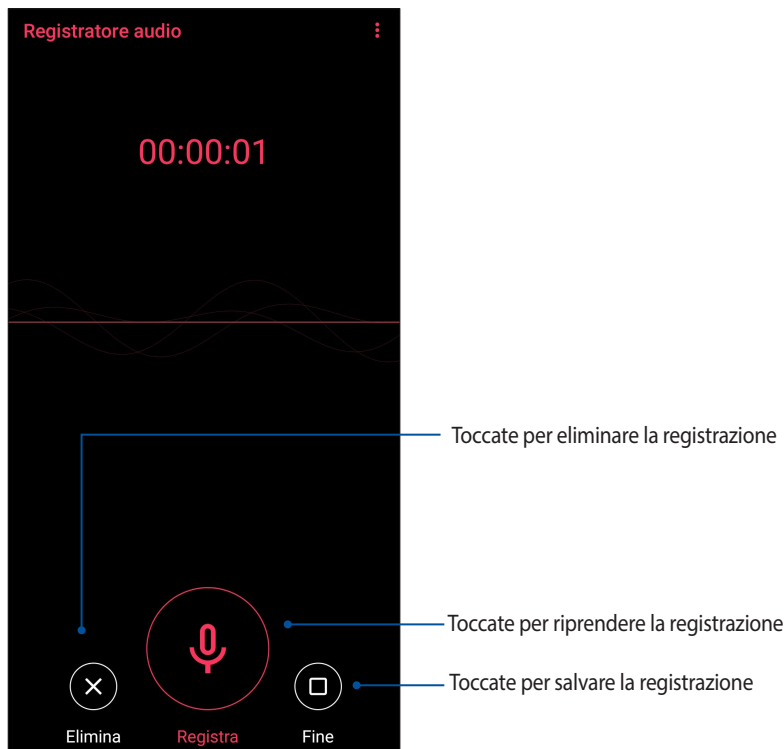 Registratore audio
00:00:01
Toccate per eliminare la registrazione
Toccate per riprendere la registrazione
Toccate per salvare la registrazione
Elimina
Registra
Fine